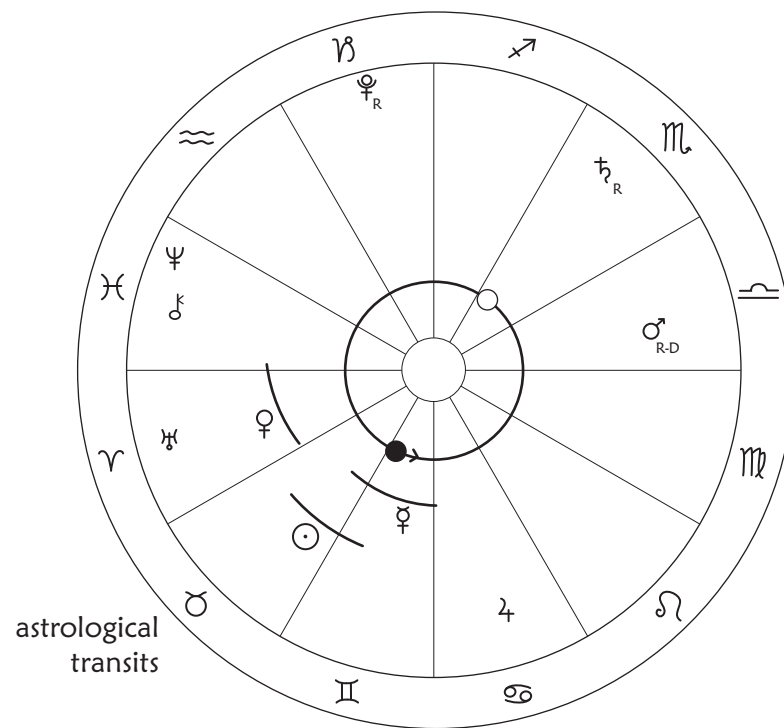 ♑ ♐
♇ R
♒ ♏
♄ R
♆
♓ ♎
⚷
♂ R-D
♀
♅
♈ ♍
☿
☉
♃
♉ ♌
astrological
transits
♊ ♋